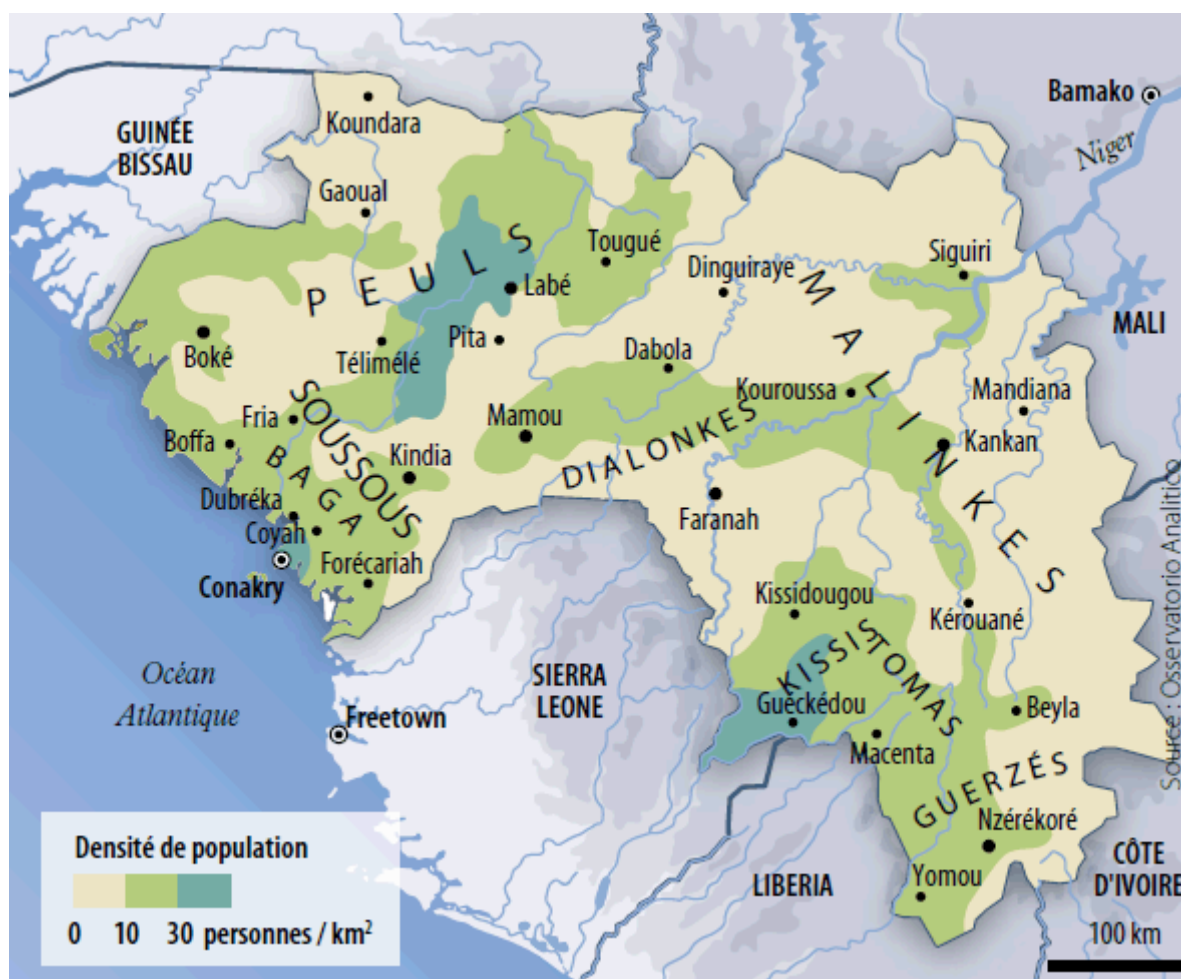 Bamako
Niger
GUINÉE
BISSAU
Koundara
Gaoual
PEULS
Tougué
Labé
Dinguiraye
Siguiri
MALI
MALINKES
Boké
Télimélé
Pita
Dabola
Kouroussa
Mandiana
Fria
SOUSSOUS
Mamou
Kankan
Boffa
BAGA
Kindia
DIALONKES
Dubréka
Coyah
Faranah
Conakry
Forécariah
Kissidougou
Kérouané
KISSIS
TOMAS
Océan
Atlantique
SIERRA
LEONE
Guéckédou
Beyla
Freetown
Macenta
GUERZÉS
Nzérékoré
Yomou
LIBERIA
CÔTE
D'IVOIRE
100 km
Densité de population
0 10 30 personnes / km²
Source : Osservatorio Analitico